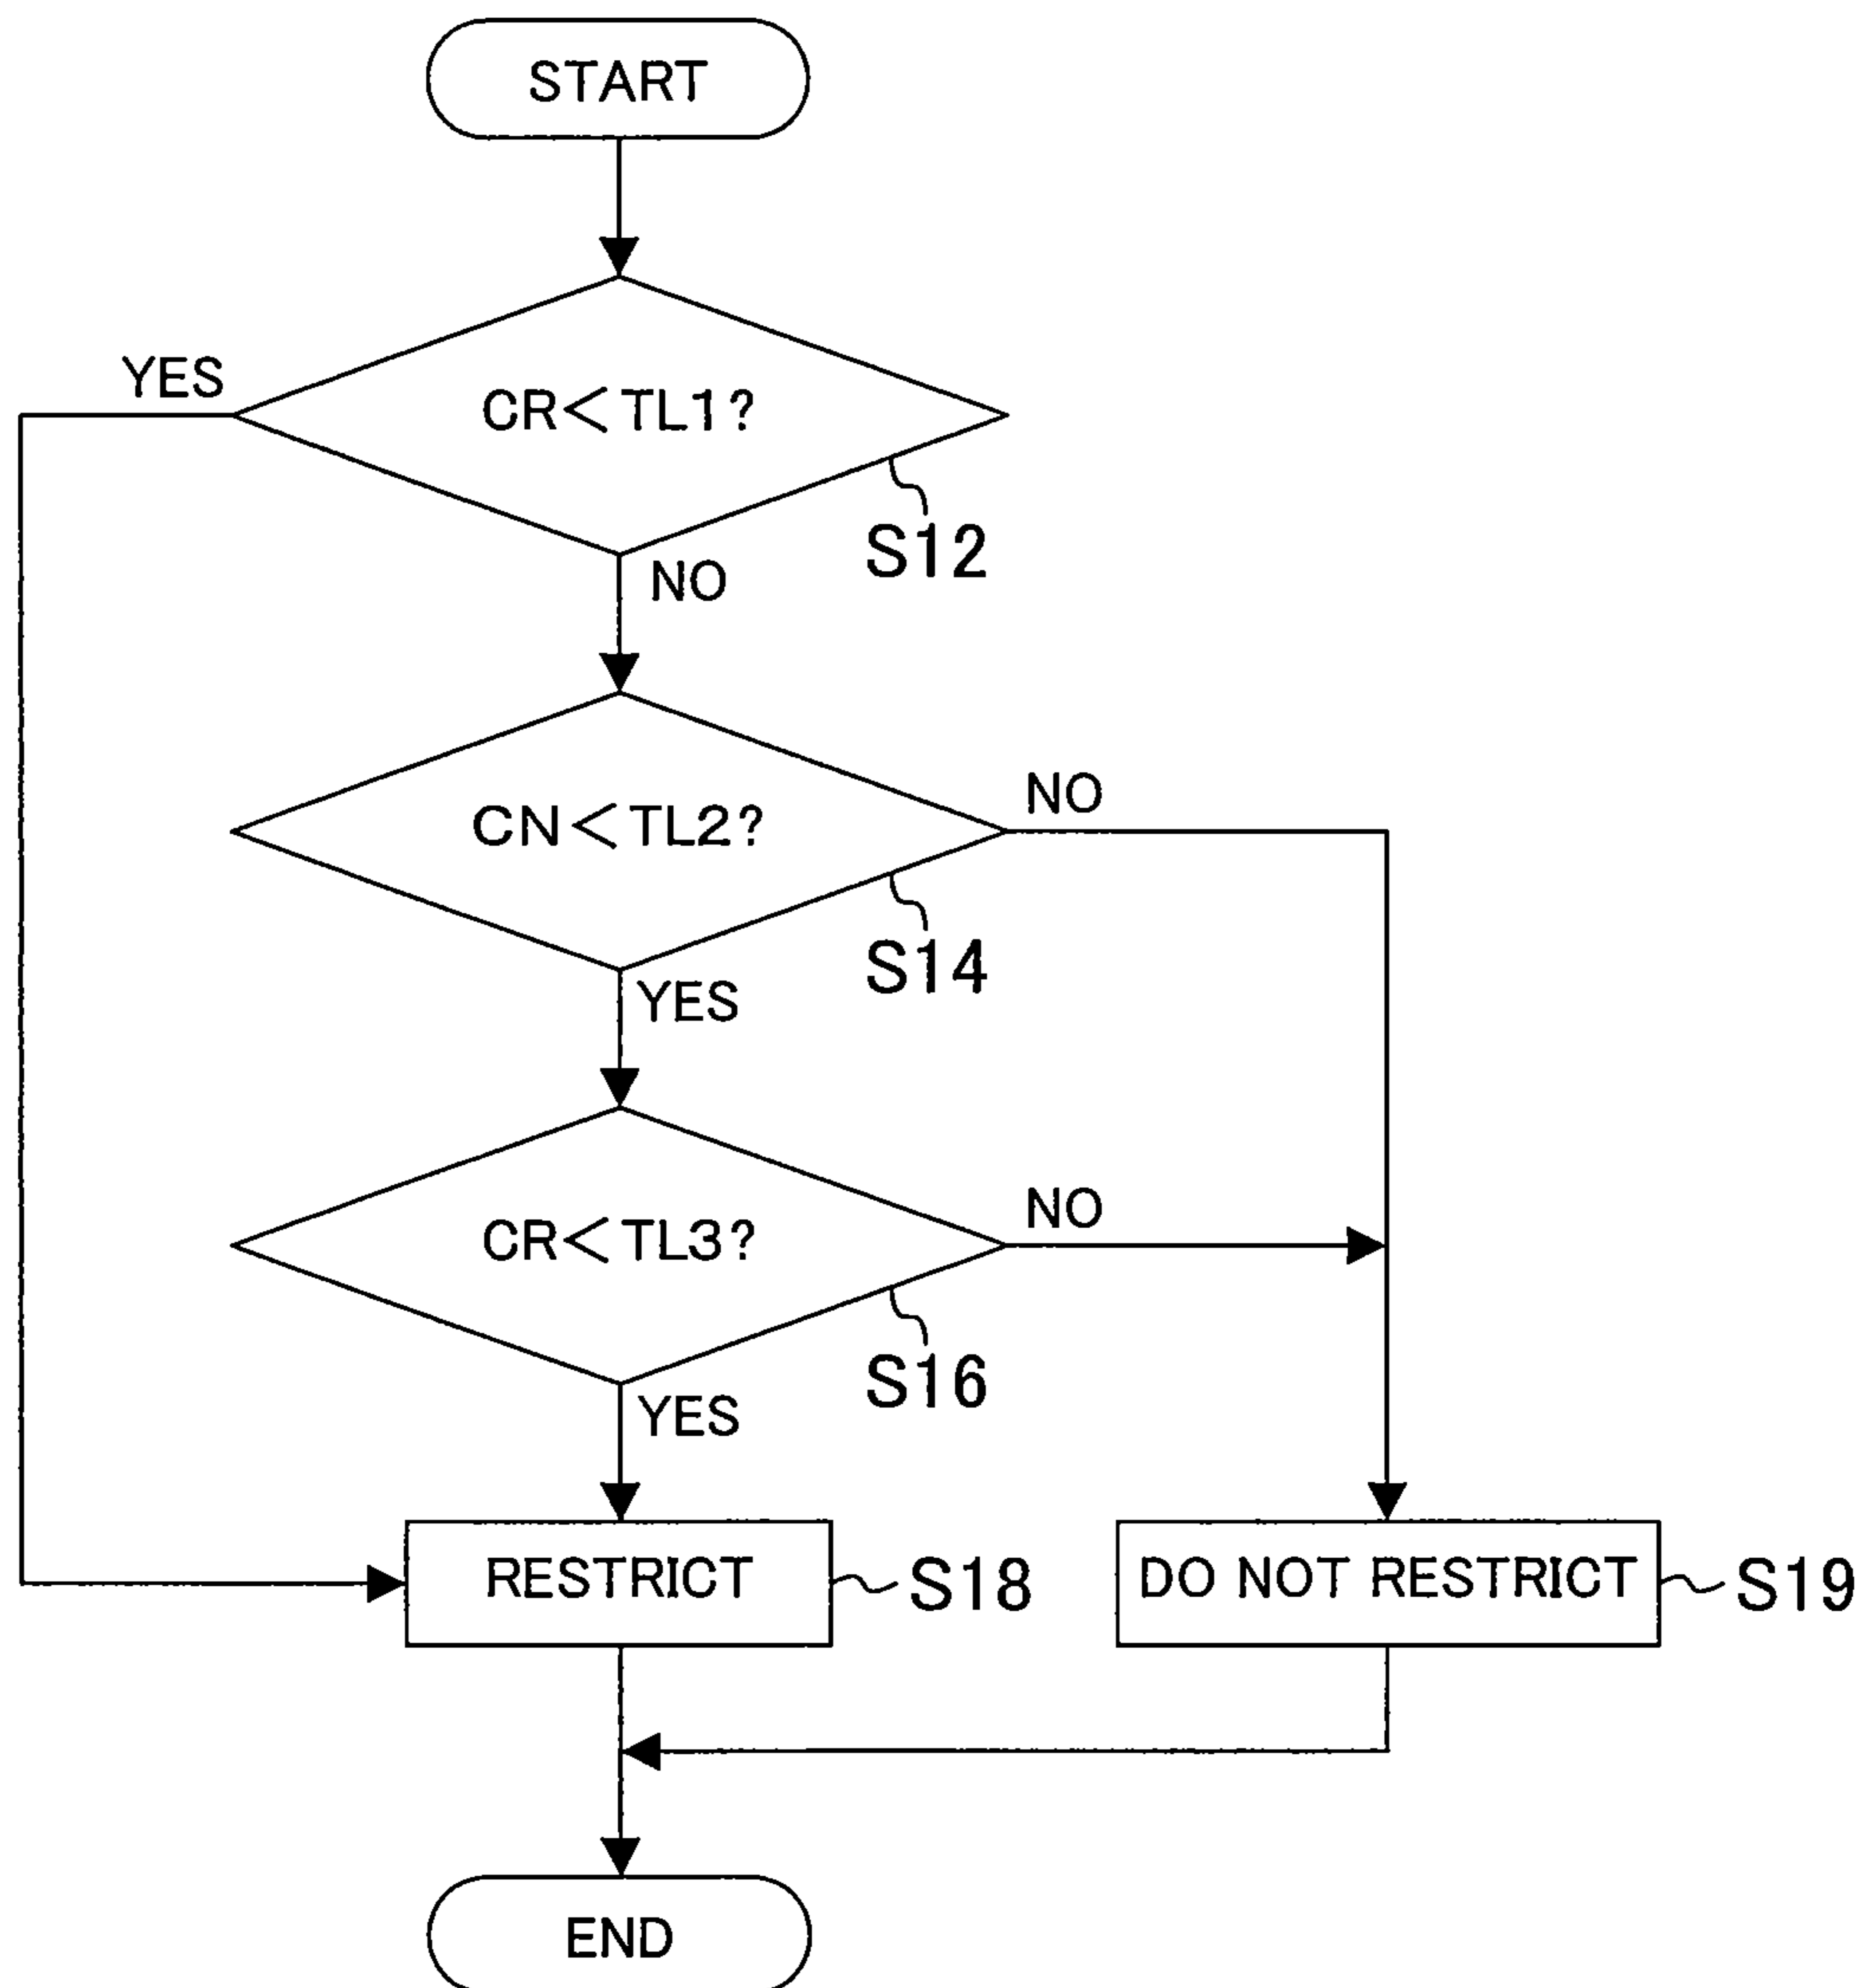 START
YES
CR<TL1?
S12
NO
CN<TL2?
NO
S14
YES
CR<TL3?
NO
S16
YES
RESTRICT
S18
DO NOT RESTRICT
S19
END